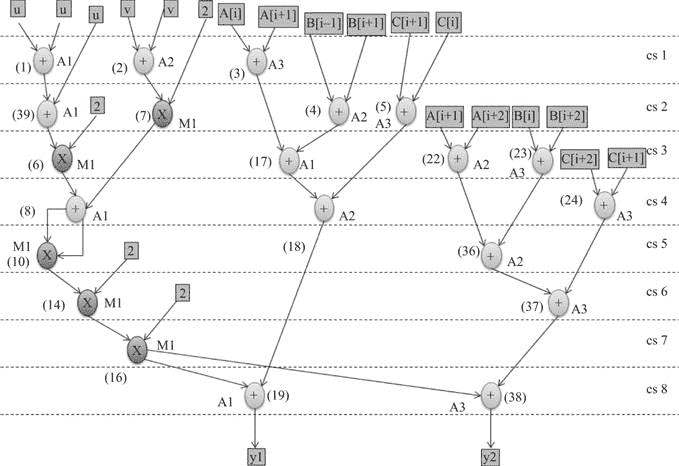 u u u v v 2 A[i] A[i+1] B[i–1] B[i+1] C[i+1] C[i]
(1) + A1 (2) + A2 (3) + A3 cs 1
(39) + A1 2 (7) X M1 (4) + A2 (5) + A3 A[i+1] A[i+2] B[i] B[i+2] cs 2
(6) X M1 (17) + A1 (22) + A2 (23) + A3 C[i+2] C[i+1] cs 3
(8) + A1 + A2 (24) + A3 cs 4
M1 (10) X 2 (18) (36) + A2 cs 5
(14) X M1 2 (37) + A3 cs 6
X M1 (16) cs 7
A1 + (19) A3 + (38) cs 8
y1 y2